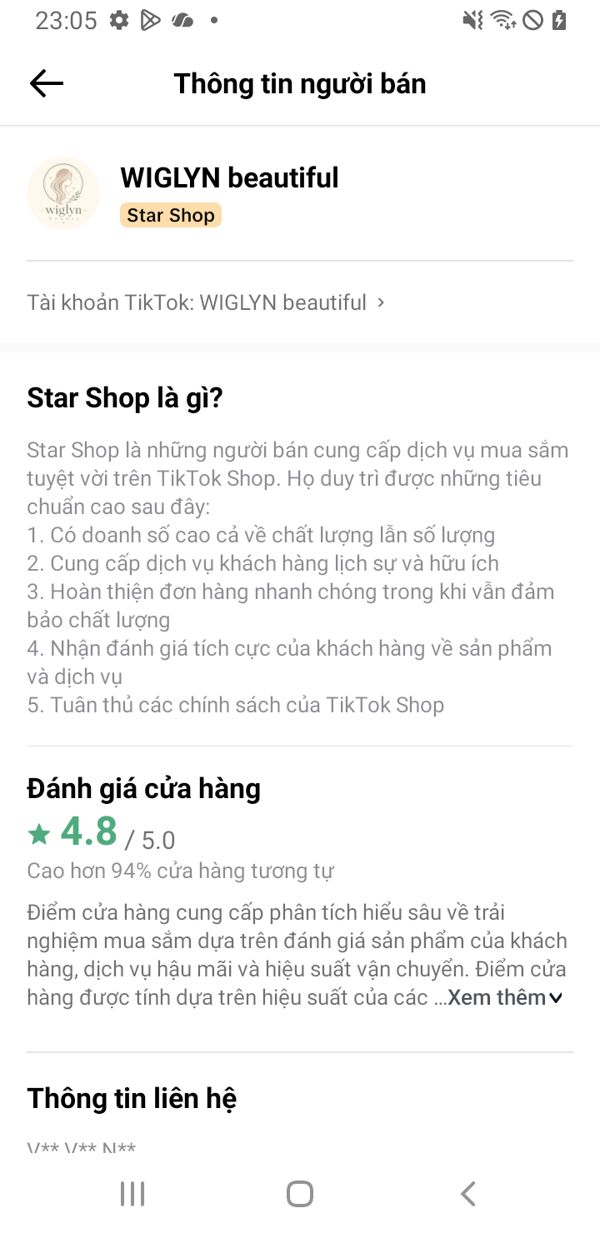 23:05
Thông tin người bán
wiglyn
WIGLYN beautiful
Star Shop
Tài khoản TikTok: WIGLYN beautiful
Star Shop là gì?
Star Shop là những người bán cung cấp dịch vụ mua sắm
tuyệt vời trên TikTok Shop. Họ duy trì được những tiêu
chuẩn cao sau đây:
1. Có doanh số cao cả về chất lượng lẫn số lượng
2. Cung cấp dịch vụ khách hàng lịch sự và hữu ích
3. Hoàn thiện đơn hàng nhanh chóng trong khi vẫn đảm
bảo chất lượng
4. Nhận đánh giá tích cực của khách hàng về sản phẩm
và dịch vụ
5. Tuân thủ các chính sách của TikTok Shop
Đánh giá cửa hàng
4.8 / 5.0
Cao hơn 94% cửa hàng tương tự
Điểm cửa hàng cung cấp phân tích hiểu sâu về trải
nghiệm mua sắm dựa trên đánh giá sản phẩm của khách
hàng, dịch vụ hậu mãi và hiệu suất vận chuyển. Điểm cửa
hàng được tính dựa trên hiệu suất của các ...Xem thêm
Thông tin liên hệ
V** V** N**